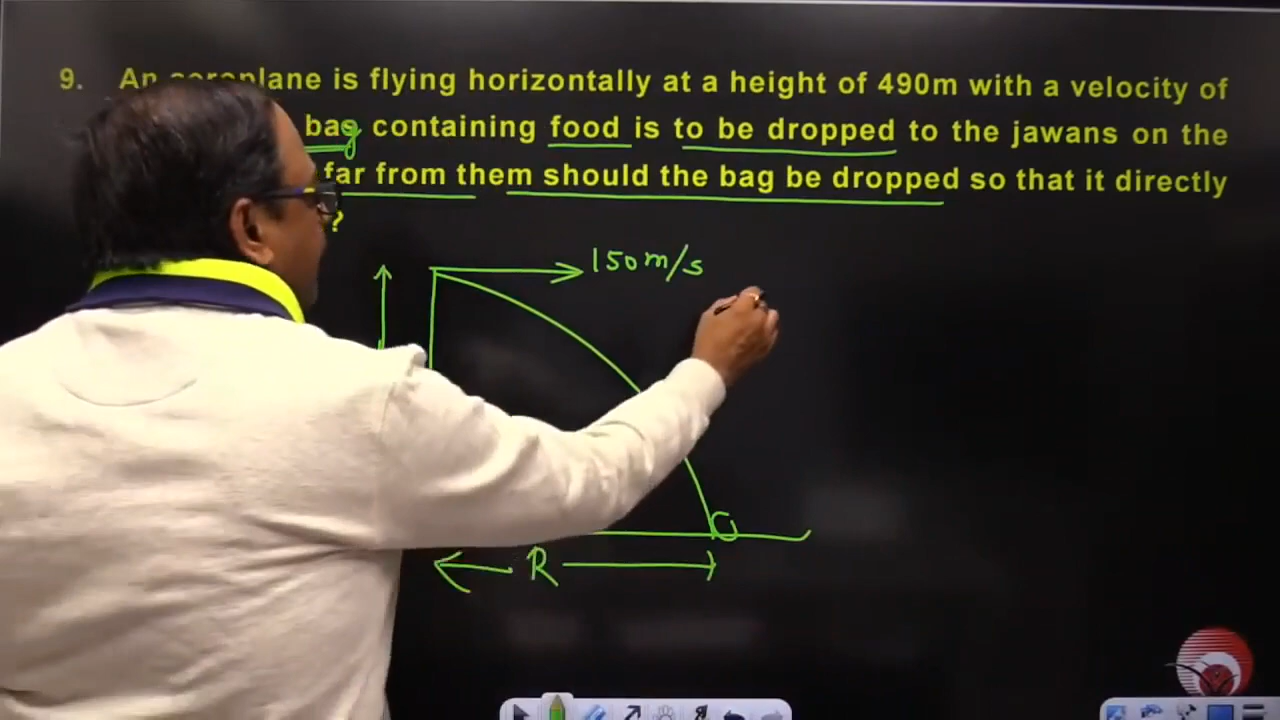 9. An aeroplane is flying horizontally at a height of 490m with a velocity of
bag containing food is to be dropped to the jawans on the
far from them should the bag be dropped so that it directly
?
150m/s
R